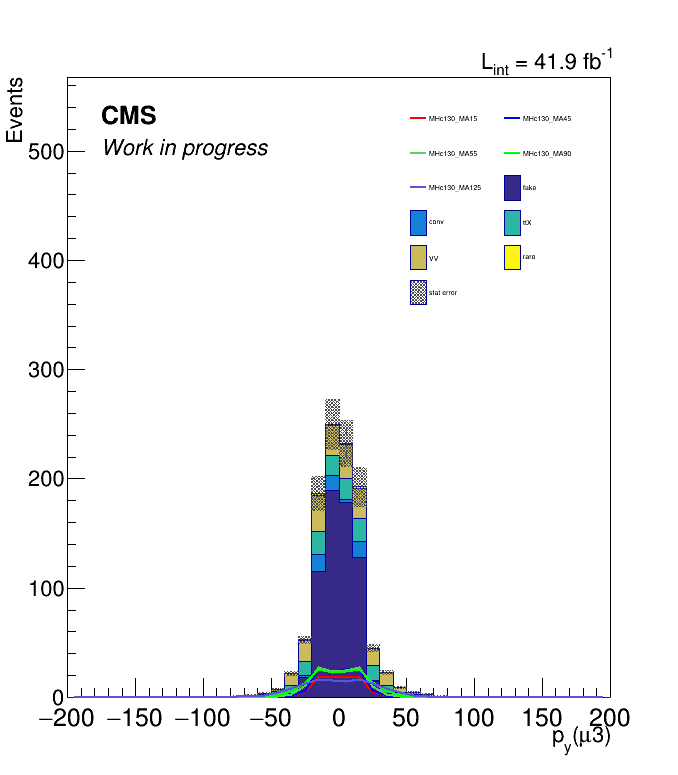 L_int = 41.9 fb^-1
Events
CMS
Work in progress
MHc130_MA15
MHc130_MA45
MHc130_MA55
MHc130_MA90
MHc130_MA125
fake
conv
ttX
VV
rare
stat error
500
400
300
200
100
0
−200 −150 −100 −50 0 50 100 150 200
p_y(μ3)